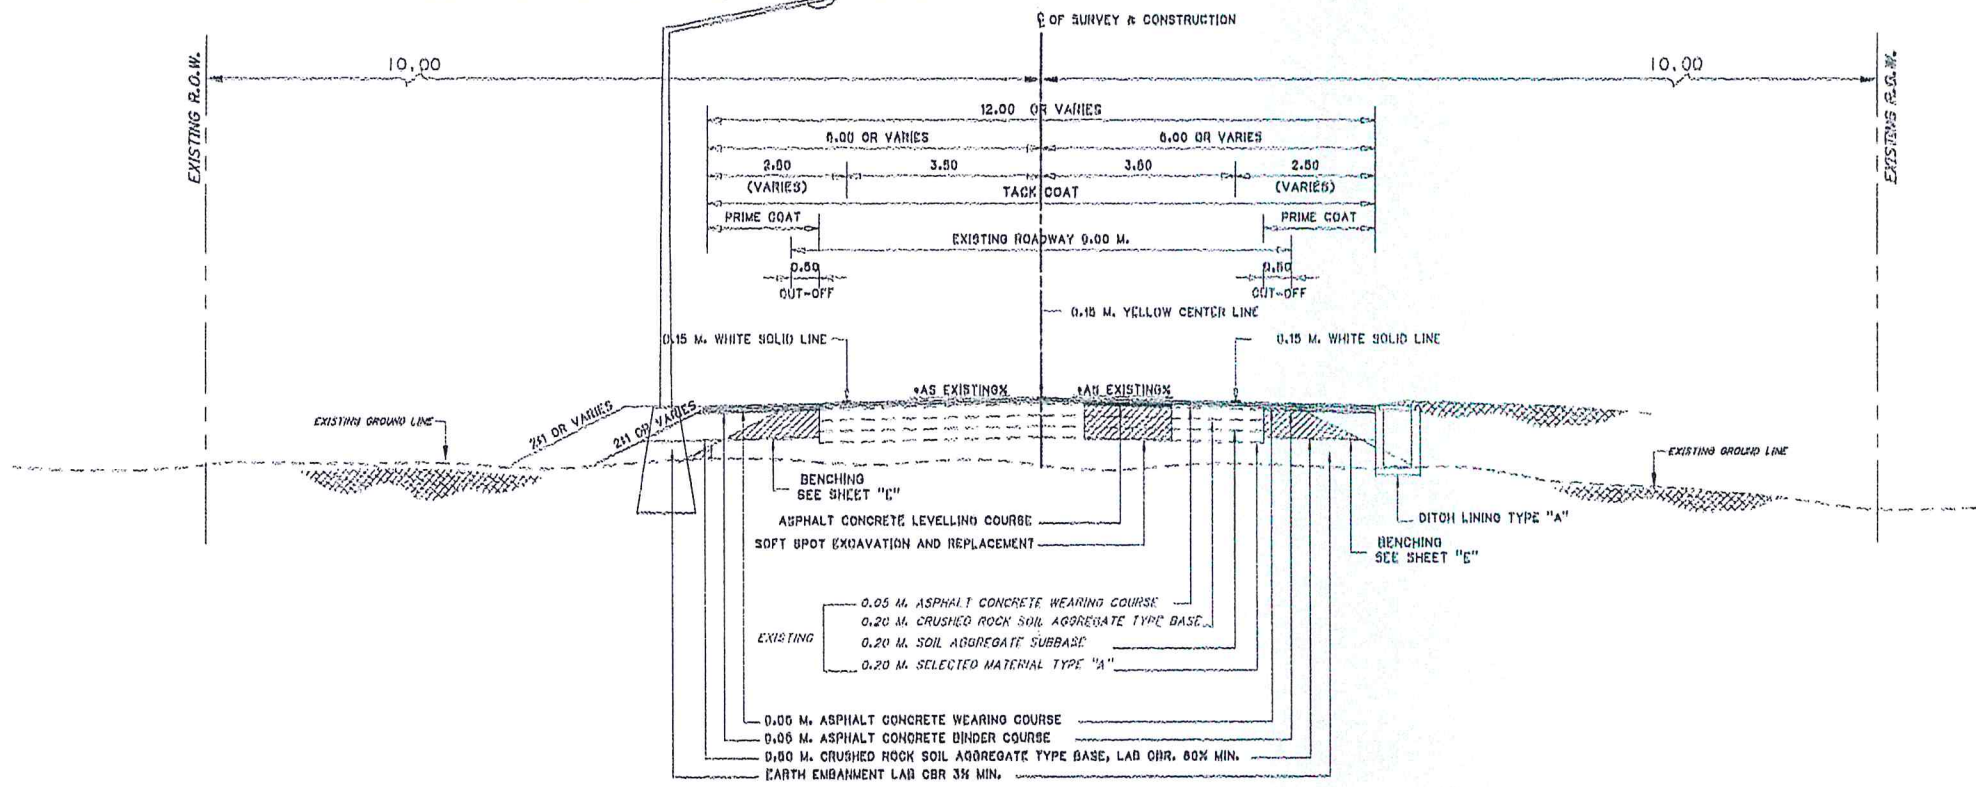 ℄ OF SURVEY & CONSTRUCTION
EXISTING R.O.W.
10.00
10.00
EXISTING R.O.W.
12.00 OR VARIES
6.00 OR VARIES
6.00 OR VARIES
2.50
3.50
3.50
2.50
(VARIES)
(VARIES)
TACK COAT
PRIME COAT
PRIME COAT
EXISTING ROADWAY 9.00 M.
0.50
0.50
CUT-OFF
CUT-OFF
0.15 M. YELLOW CENTER LINE
0.15 M. WHITE SOLID LINE
0.15 M. WHITE SOLID LINE
*AS EXISTING%
*AS EXISTING%
EXISTING GROUND LINE
2:1 OR VARIES
2:1 OR VARIES
EXISTING GROUND LINE
BENCHING
SEE SHEET
ASPHALT CONCRETE LEVELLING COURSE
SOFT SPOT EXCAVATION AND REPLACEMENT
DITCH LINING TYPE "A"
BENCHING
SEE SHEET
EXISTING
0.05 M. ASPHALT CONCRETE WEARING COURSE
0.20 M. CRUSHED ROCK SOIL AGGREGATE TYPE BASE
0.20 M. SOIL AGGREGATE SUBBASE
0.20 M. SELECTED MATERIAL TYPE "A"
M. ASPHALT CONCRETE WEARING COURSE
M. ASPHALT CONCRETE BINDER COURSE
M. CRUSHED ROCK SOIL AGGREGATE TYPE BASE, LAB CBR. 80% MIN.
EARTH EMBANMENT LAB CBR 3% MIN.